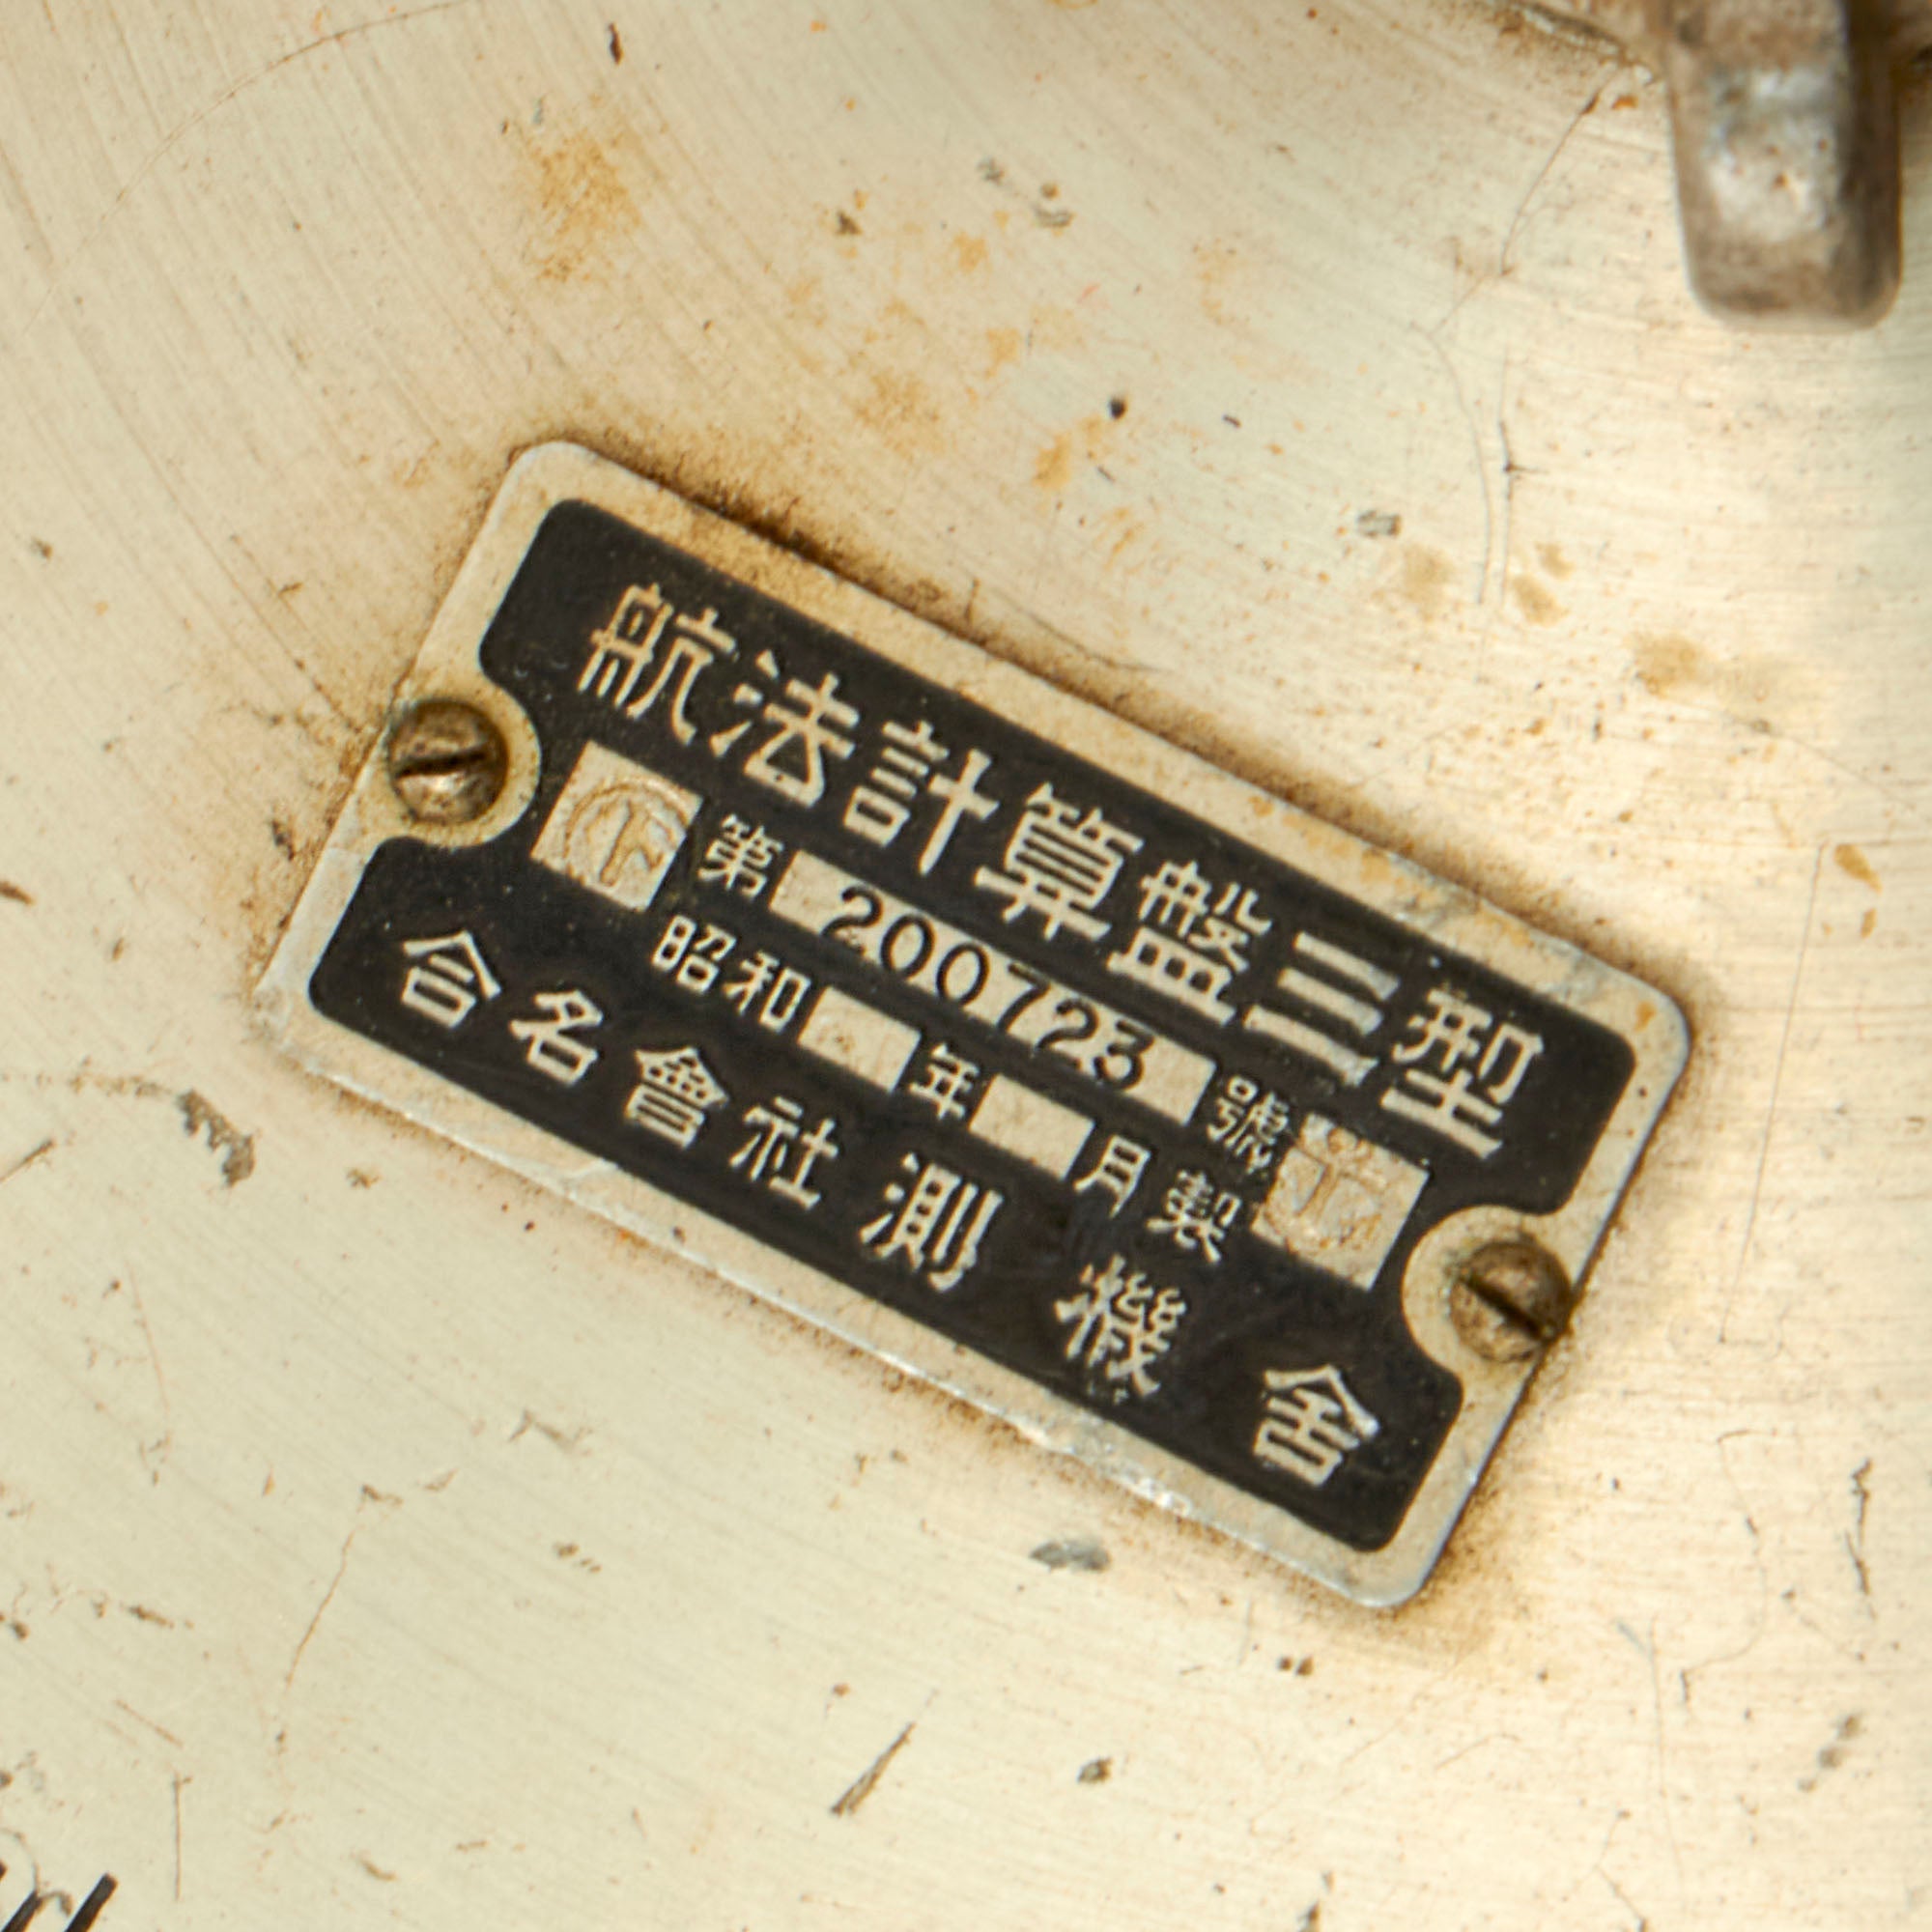 航法計算盤三型
第 200723 號
昭和 年 月製
合名會社 測機舍